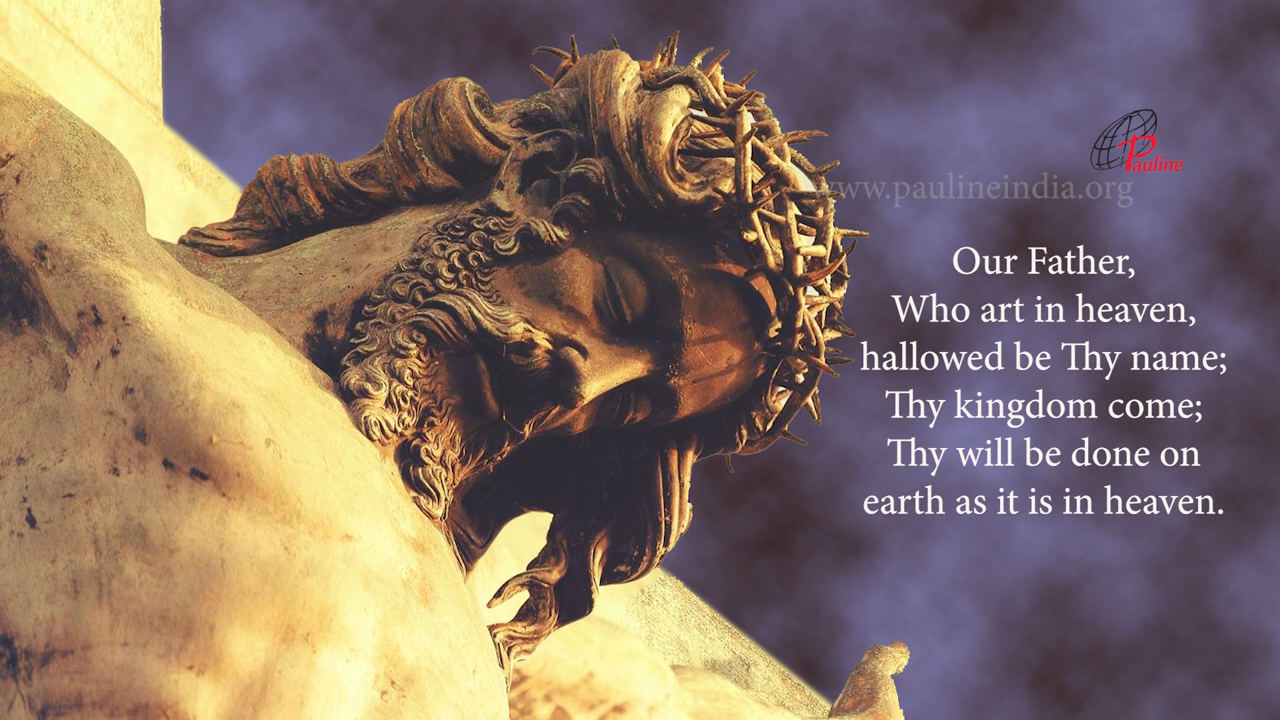 Pauline
www.paulineindia.org
Our Father,
Who art in heaven,
hallowed be Thy name;
Thy kingdom come;
Thy will be done on
earth as it is in heaven.